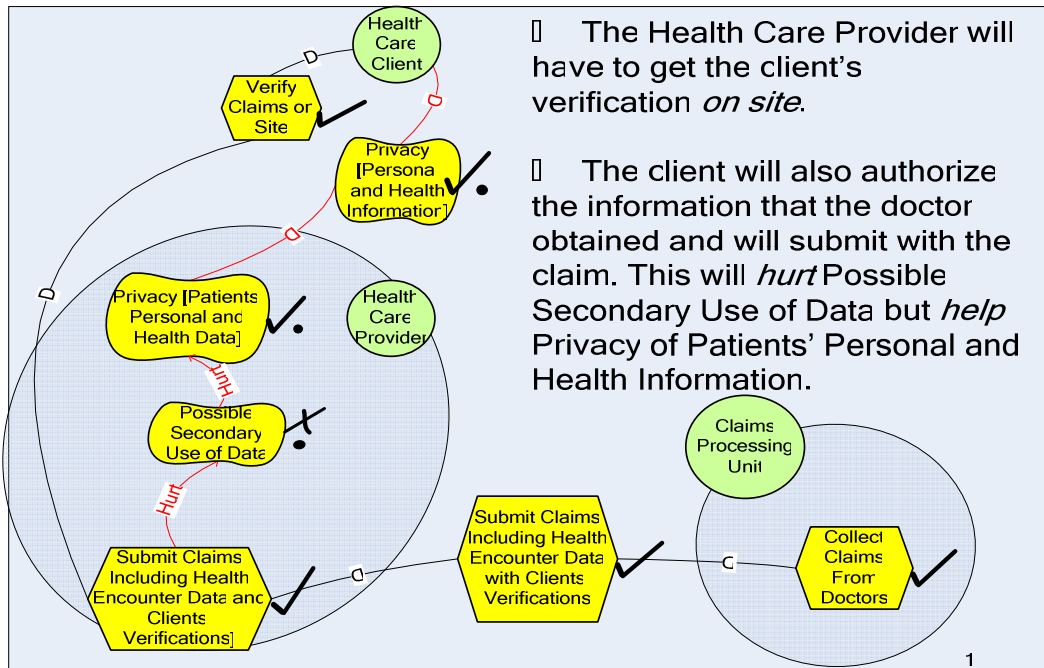 Health
Care
Client
D
Verify
Claims on
Site
D
Privacy
[Persona
and Health
Information]
D
D
Privacy [Patients
Personal and
Health Data]
Health
Care
Provider
Hurt
Possible
Secondary
Use of Data
Hurt
Submit Claims
Including Health
Encounter Data and
Clients
Verifications]
D
Submit Claims
Including Health
Encounter Data
with Clients
Verifications
D
Claims
Processing
Unit
Collect
Claims
From
Doctors
The Health Care Provider will
have to get the client's
verification on site.
The client will also authorize
the information that the doctor
obtained and will submit with the
claim. This will hurt Possible
Secondary Use of Data but help
Privacy of Patients' Personal and
Health Information.
1